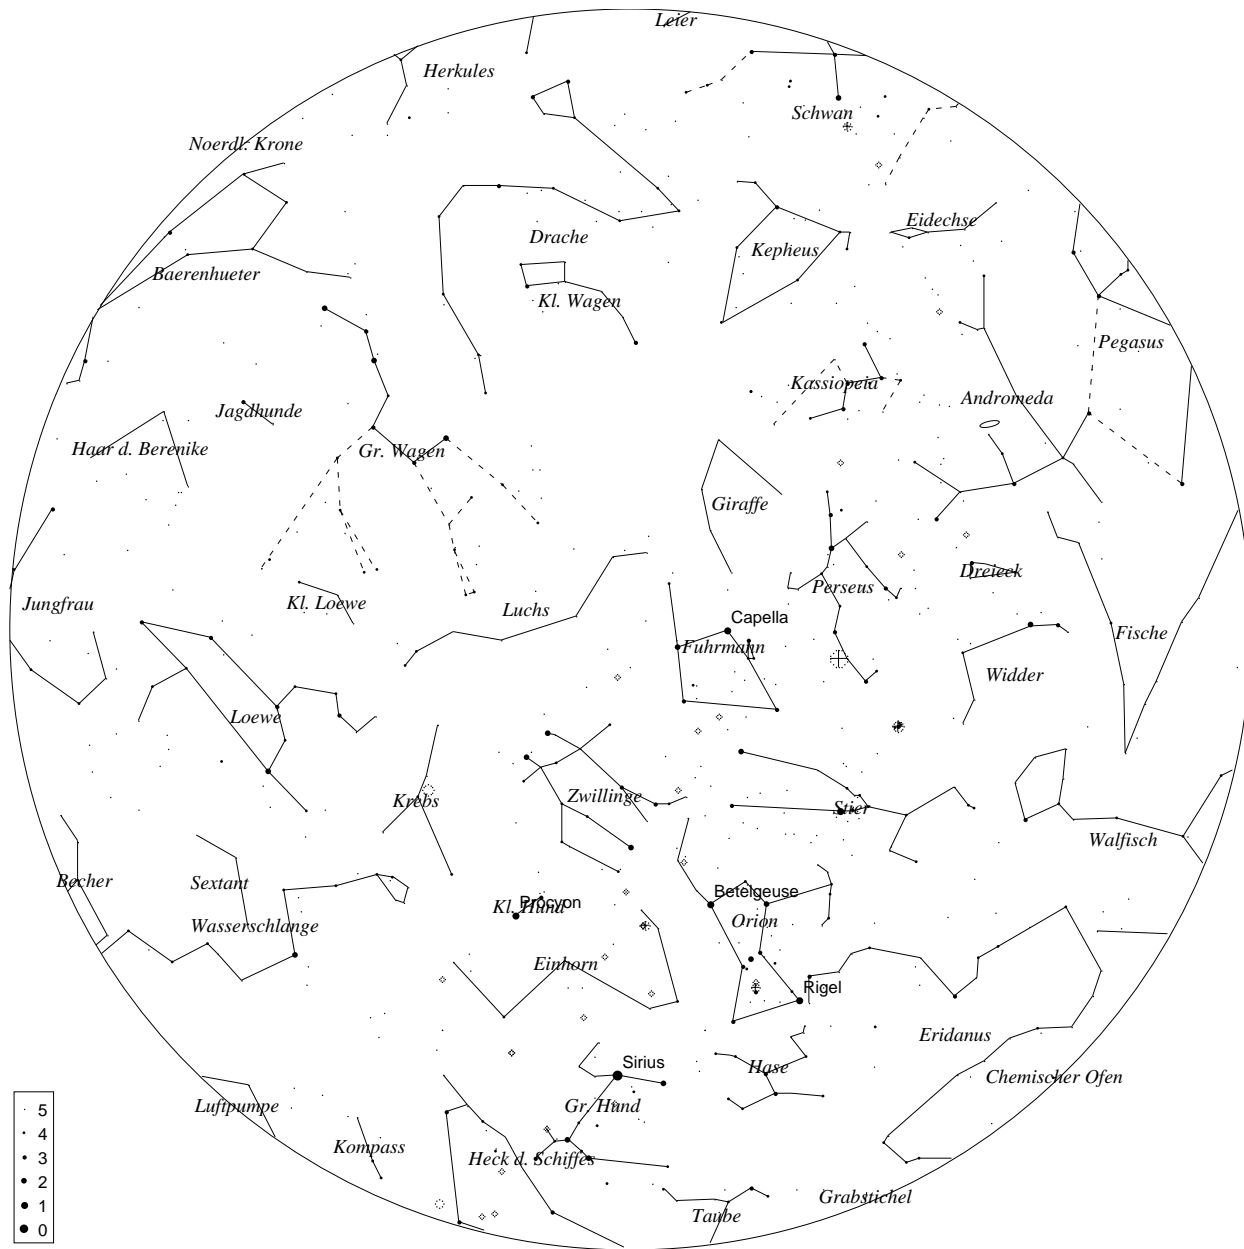 Leier
Herkules
Schwan
Noerdl. Krone
Eidechse
Drache
Kepheus
Baerenhueter
Kl. Wagen
Pegasus
Kassiopeia
Andromeda
Jagdhunde
Haar d. Berenike
Gr. Wagen
Giraffe
Dreieck
Perseus
Jungfrau
Kl. Loewe
Luchs
Capella
Fuhrmann
Fische
Widder
Loewe
Zwillinge
Krebs
Stier
Walfisch
Becher
Sextant
Betelgeuse
Procyon
Kl. Hund
Orion
Wasserschlange
Einhorn
Rigel
Eridanus
Sirius
Hase
Chemischer Ofen
Luftpumpe
Gr. Hund
Kompass
Heck d. Schiffes
Grabstichel
Taube
5
4
3
2
1
0